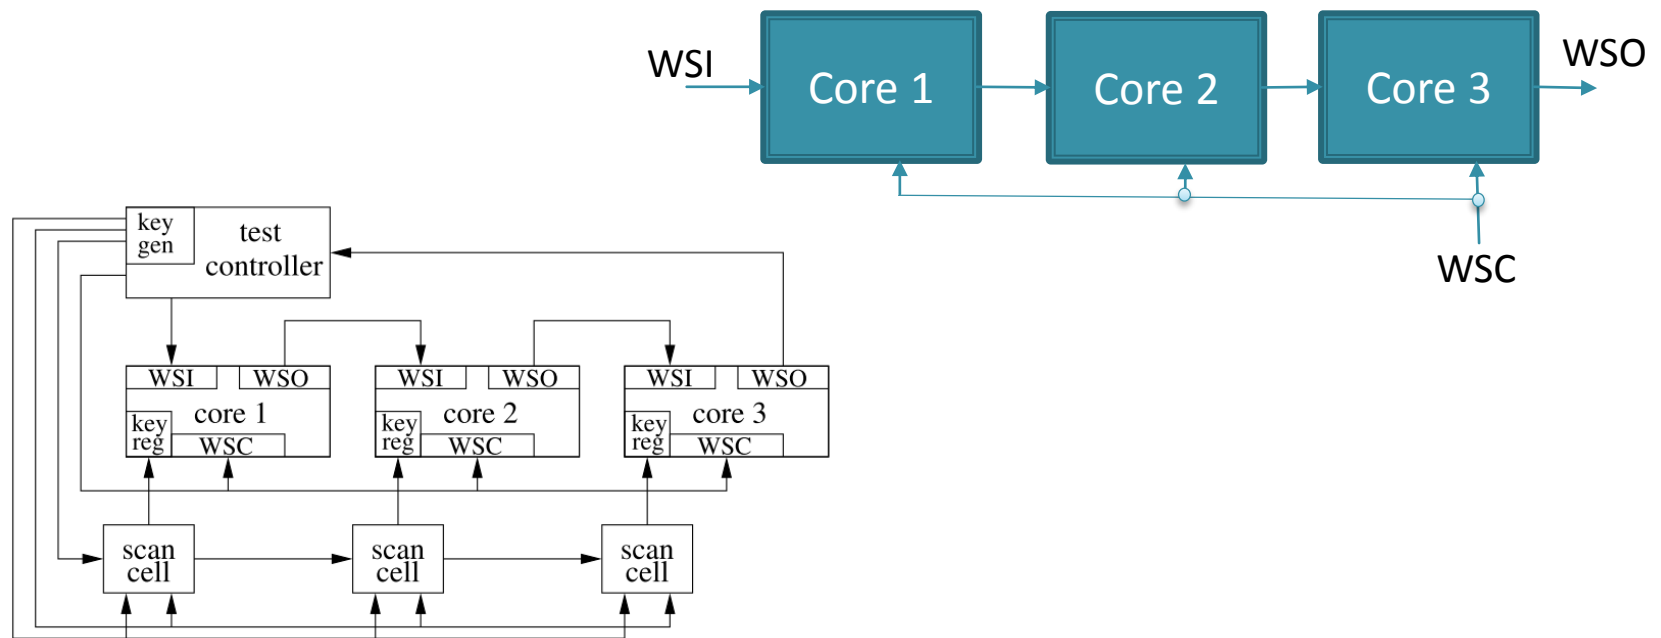 WSI
Core 1
Core 2
Core 3
WSO
WSC
key
gen
test
controller
WSI
WSO
core 1
key
reg
WSC
WSI
WSO
core 2
key
reg
WSC
WSI
WSO
core 3
key
reg
WSC
scan
cell
scan
cell
scan
cell